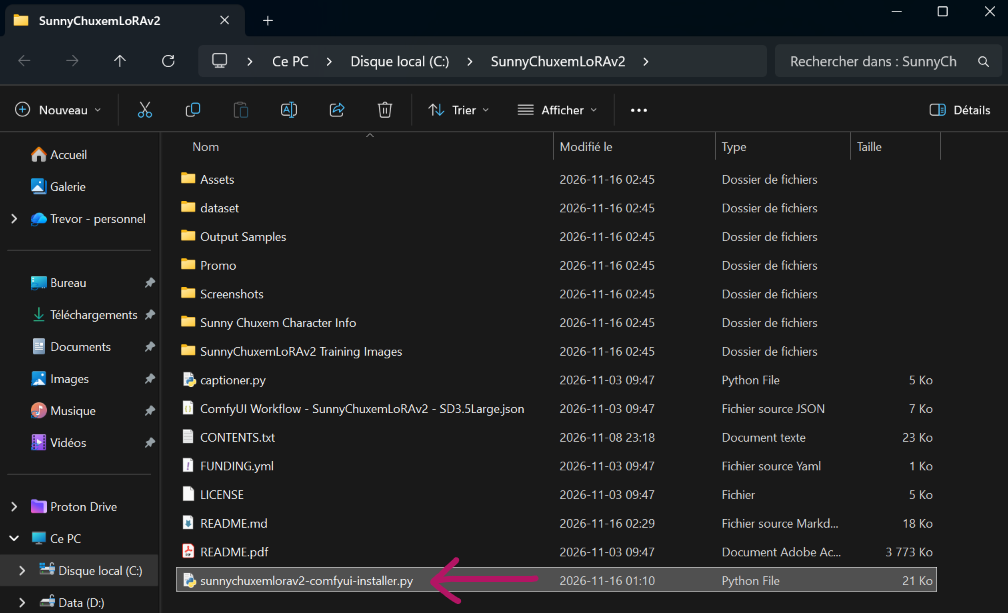 SunnyChuxemLoRAv2
Ce PC > Disque local (C:) > SunnyChuxemLoRAv2 >
Rechercher dans : SunnyCh
Nouveau
Trier
Afficher
Détails
Accueil
Galerie
Trevor - personnel
Bureau
Téléchargements
Documents
Images
Musique
Vidéos
Proton Drive
Ce PC
Disque local (C:)
Data (D:)
Nom Modifié le Type Taille
Assets 2026-11-16 02:45 Dossier de fichiers
dataset 2026-11-16 02:45 Dossier de fichiers
Output Samples 2026-11-16 02:45 Dossier de fichiers
Promo 2026-11-16 02:45 Dossier de fichiers
Screenshots 2026-11-16 02:45 Dossier de fichiers
Sunny Chuxem Character Info 2026-11-16 02:45 Dossier de fichiers
SunnyChuxemLoRAv2 Training Images 2026-11-16 02:45 Dossier de fichiers
captioner.py 2026-11-03 09:47 Python File 5 Ko
ComfyUI Workflow - SunnyChuxemLoRAv2 - SD3.5Large.json 2026-11-03 09:47 Fichier source JSON 7 Ko
CONTENTS.txt 2026-11-08 23:18 Document texte 23 Ko
FUNDING.yml 2026-11-03 09:47 Fichier source Yaml 1 Ko
LICENSE 2026-11-03 09:47 Fichier 5 Ko
README.md 2026-11-16 02:29 Fichier source Markd... 18 Ko
README.pdf 2026-11-03 09:47 Document Adobe Ac... 3 773 Ko
sunnychuxemlorav2-comfyui-installer.py 2026-11-16 01:10 Python File 21 Ko